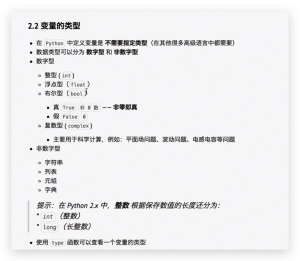 2.2 变量的类型
在 Python 中定义变量是 不需要指定类型（在其他很多高级语言中都需要）
数据类型可以分为 数字型 和 非数字型
数字型
整型 (int)
浮点型（float）
布尔型（bool）
真 True 非 0 数 —— 非零即真
假 False 0
复数型 (complex)
主要用于科学计算，例如：平面场问题、波动问题、电感电容等问题
非数字型
字符串
列表
元组
字典
提示：在 Python 2.x 中，整数 根据保存数值的长度还分为：
* int（整数）
* long（长整数）
使用 type 函数可以查看一个变量的类型